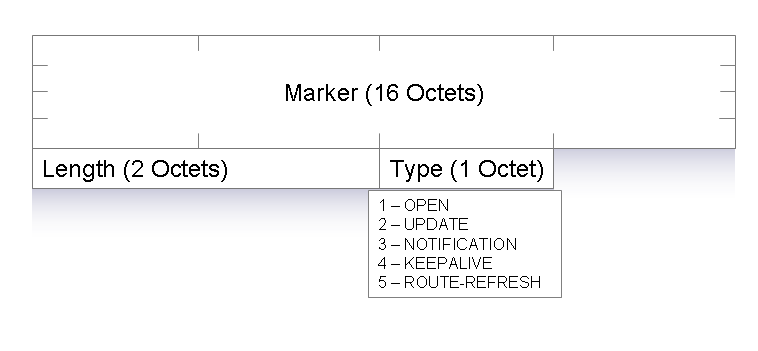 Marker (16 Octets)
Length (2 Octets)
Type (1 Octet)
1 – OPEN
2 – UPDATE
3 – NOTIFICATION
4 – KEEPALIVE
5 – ROUTE-REFRESH